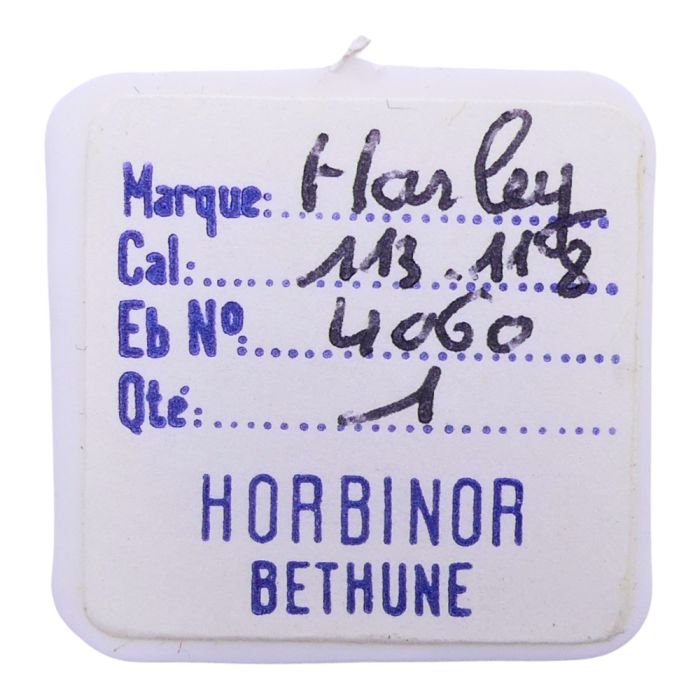 Marque: Harley
Cal: 113.118
Eb Nº: 4060
Qté: 1
HORBINOR
BETHUNE